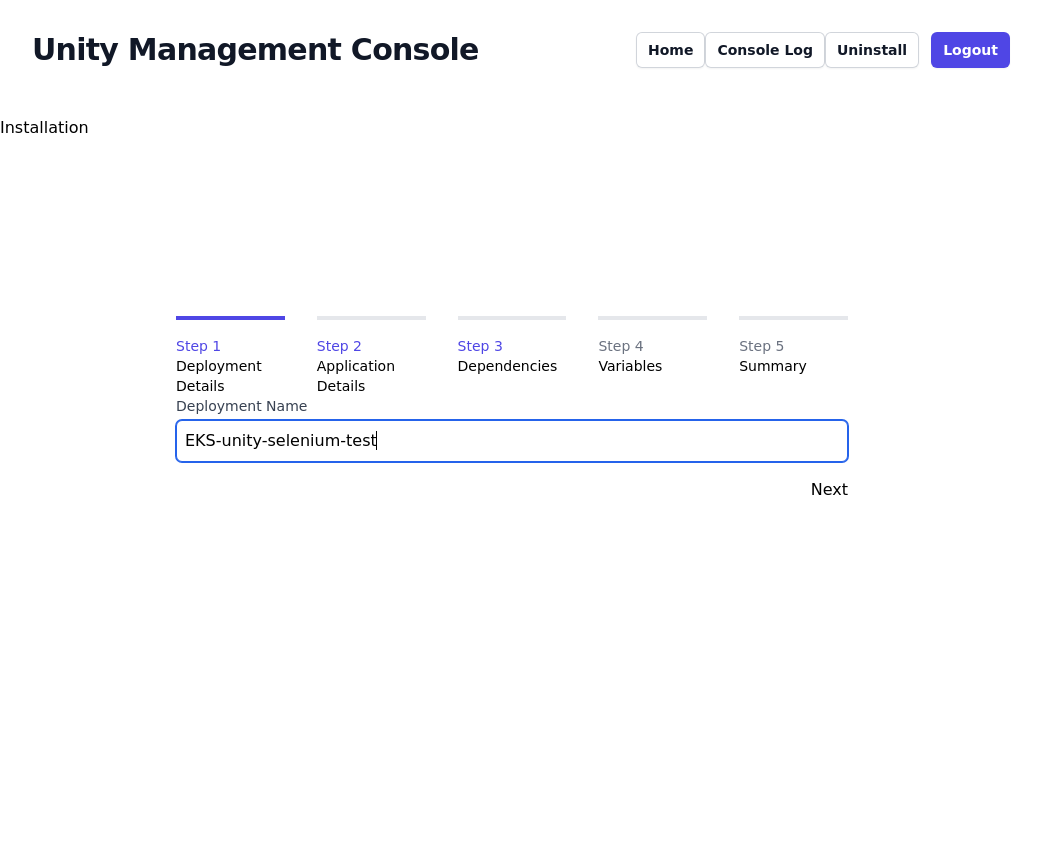 Unity Management Console
Home Console Log Uninstall Logout
Installation
Step 1 Step 2 Step 3 Step 4 Step 5
Deployment Application Dependencies Variables Summary
Details Details
Deployment Name
EKS-unity-selenium-test
Next